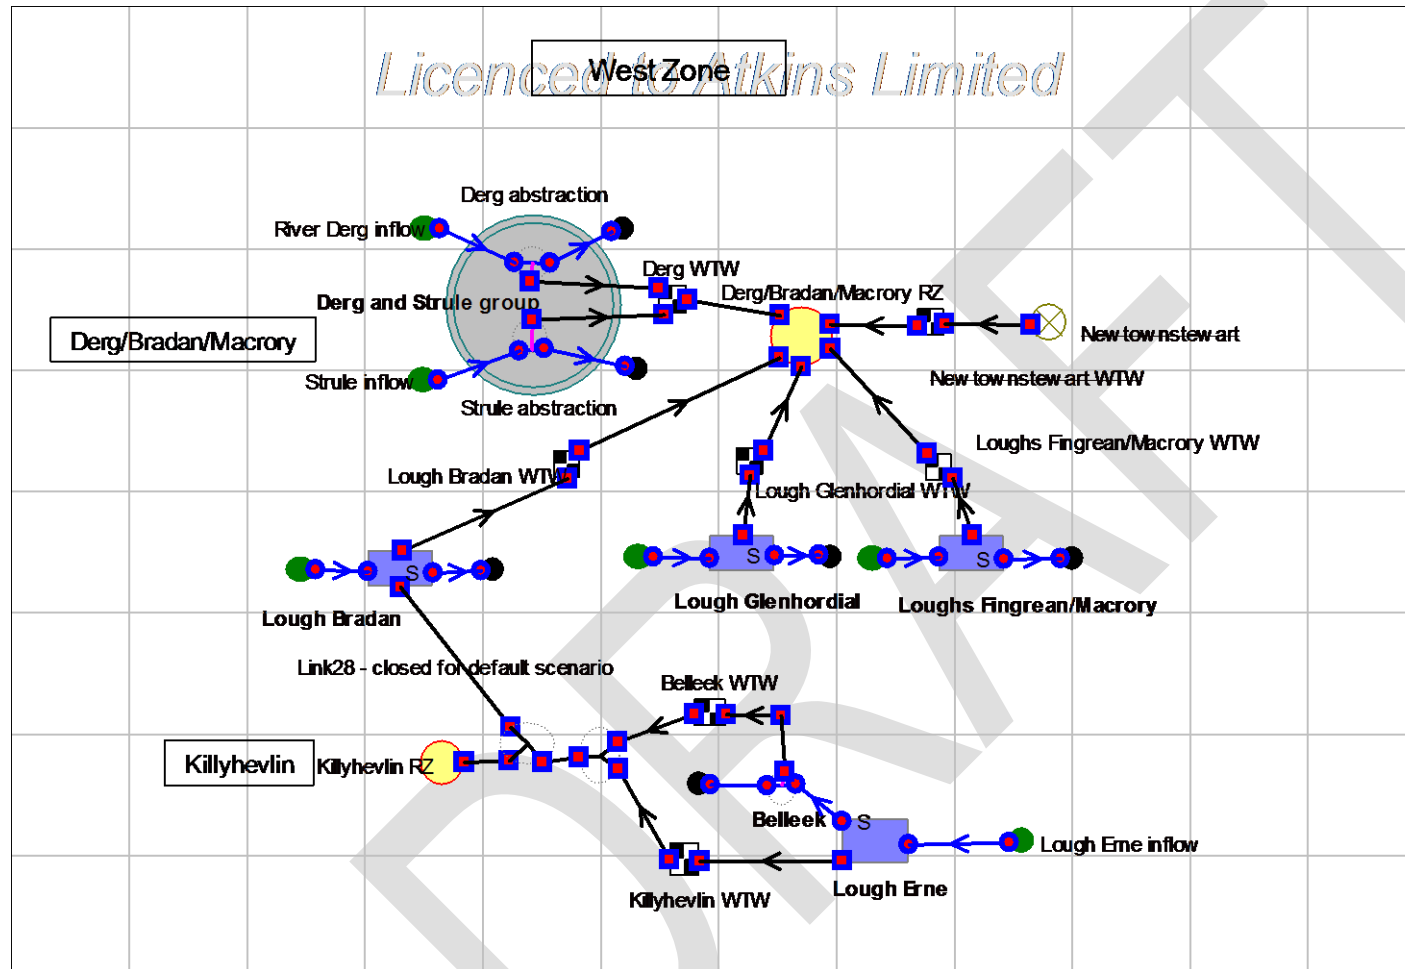 Licenced to Atkins Limited
West Zone
Derg abstraction
River Derg inflow
Derg WTW
Derg/Bradan/Macrory RZ
Derg and Strule group
New townstewart
Derg/Bradan/Macrory
New townstewart WTW
Strule inflow
Strule abstraction
Loughs Fingrean/Macrory WTW
Lough Bradan WTW
Lough Glenhordial WTW
S
S
S
Lough Glenhordial
Loughs Fingrean/Macrory
Lough Bradan
Link28 - closed for default scenario
Belleek WTW
Killyhevlin
Killyhevlin RZ
Belleek
S
Lough Erne inflow
Lough Erne
Killyhevlin WTW
DRAFT